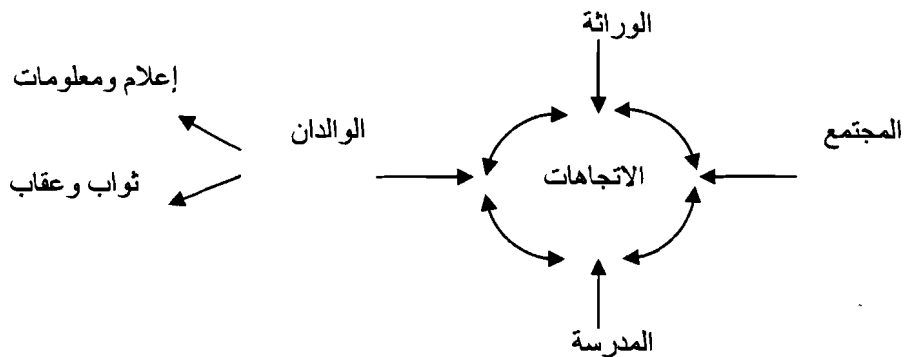 الوراثة
إعلام ومعلومات
الوالدان
المجتمع
الاتجاهات
ثواب وعقاب
المدرسة